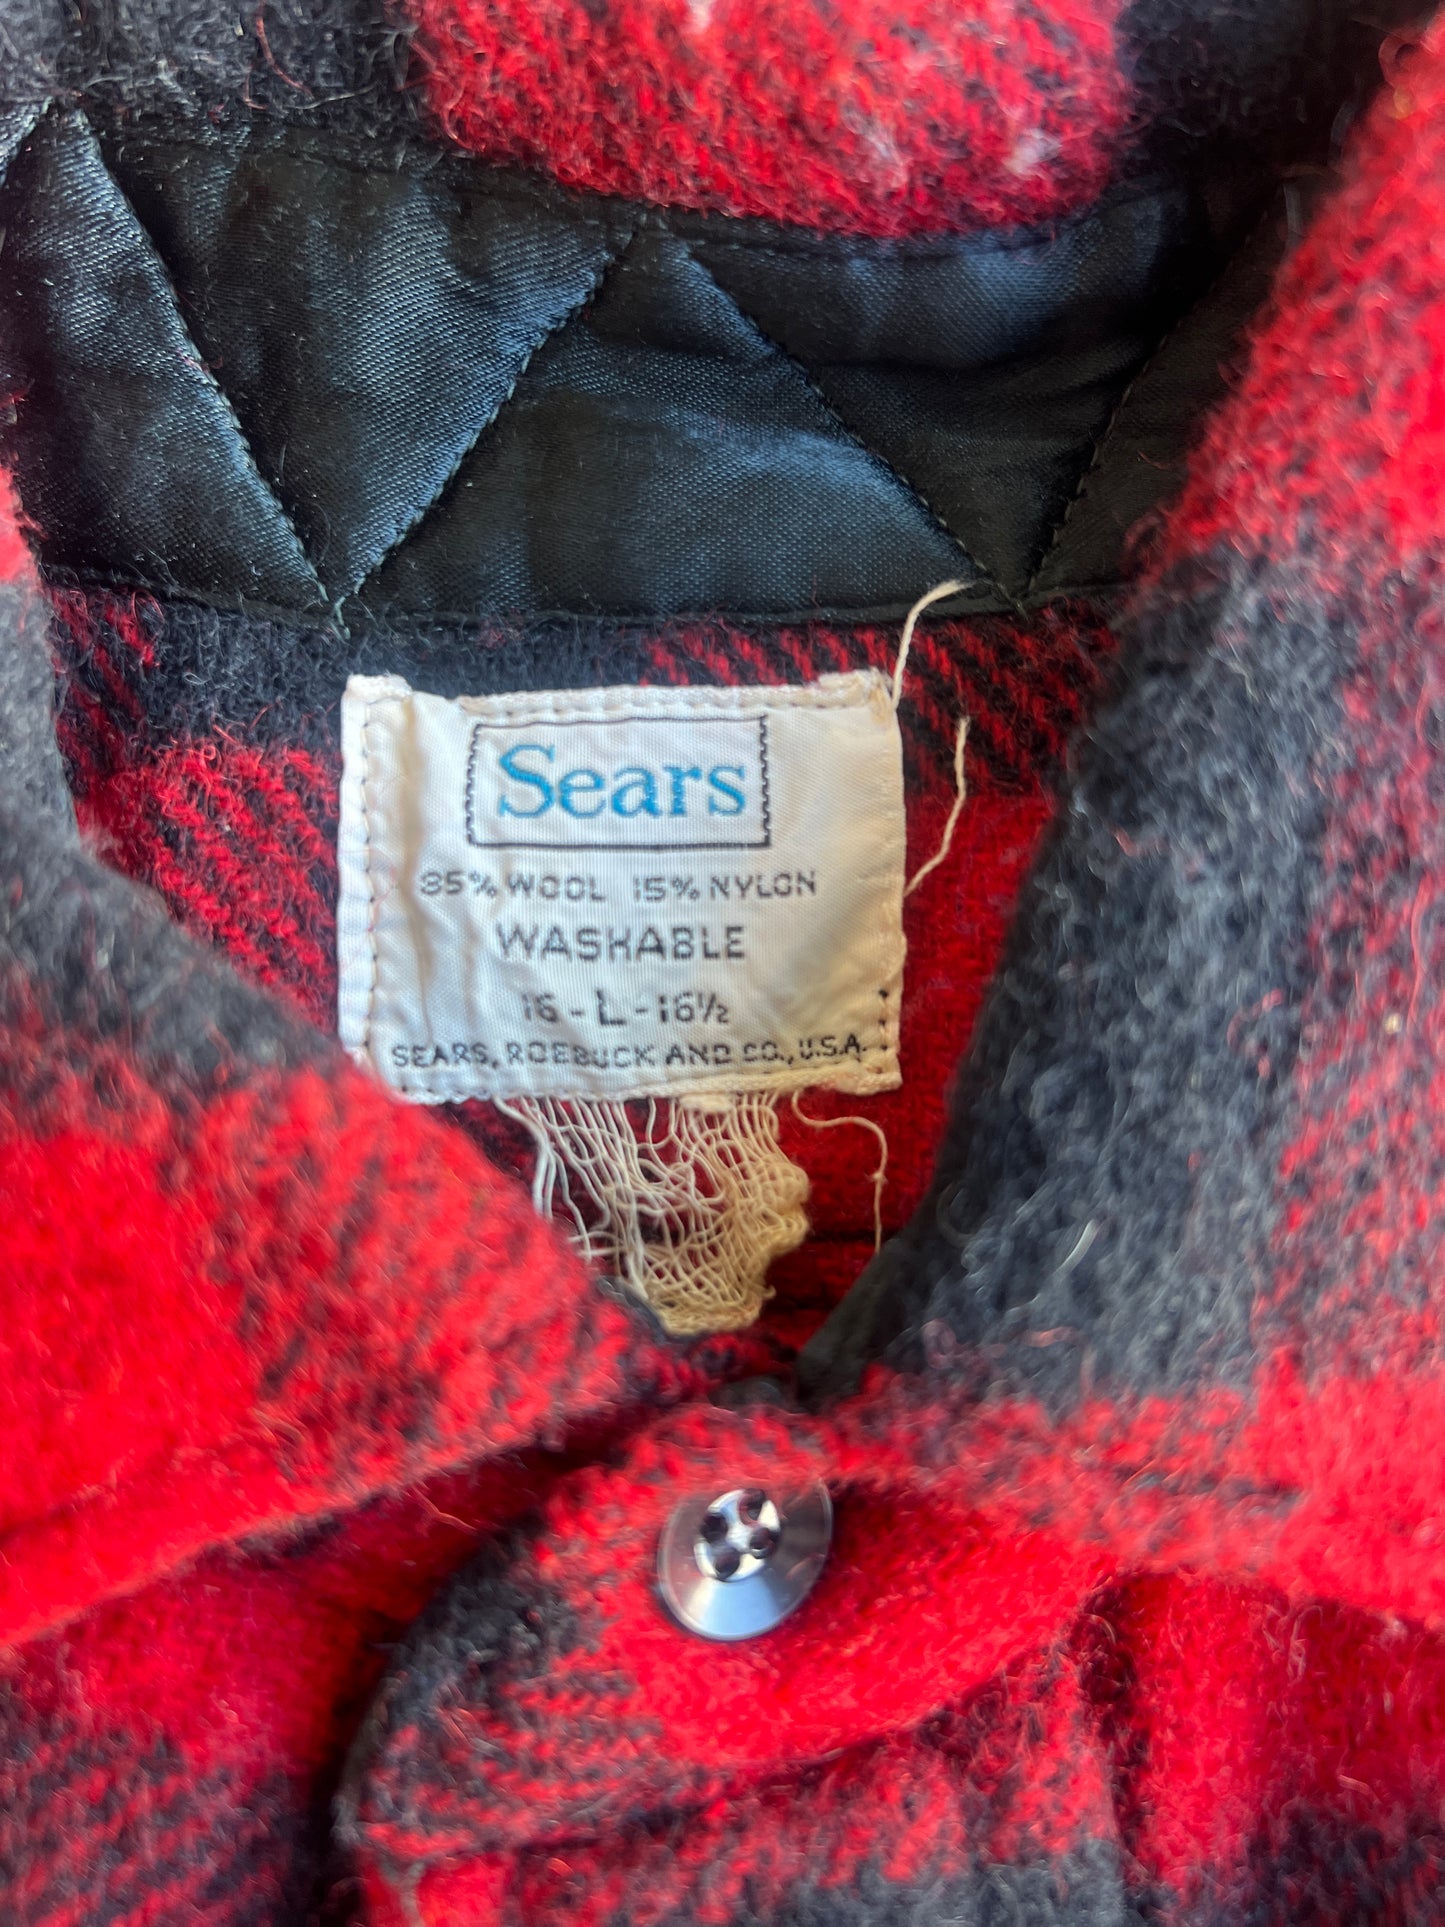 Sears
85% WOOL 15% NYLON
WASHABLE
16 - L - 16½
SEARS, ROEBUCK AND CO., U.S.A.